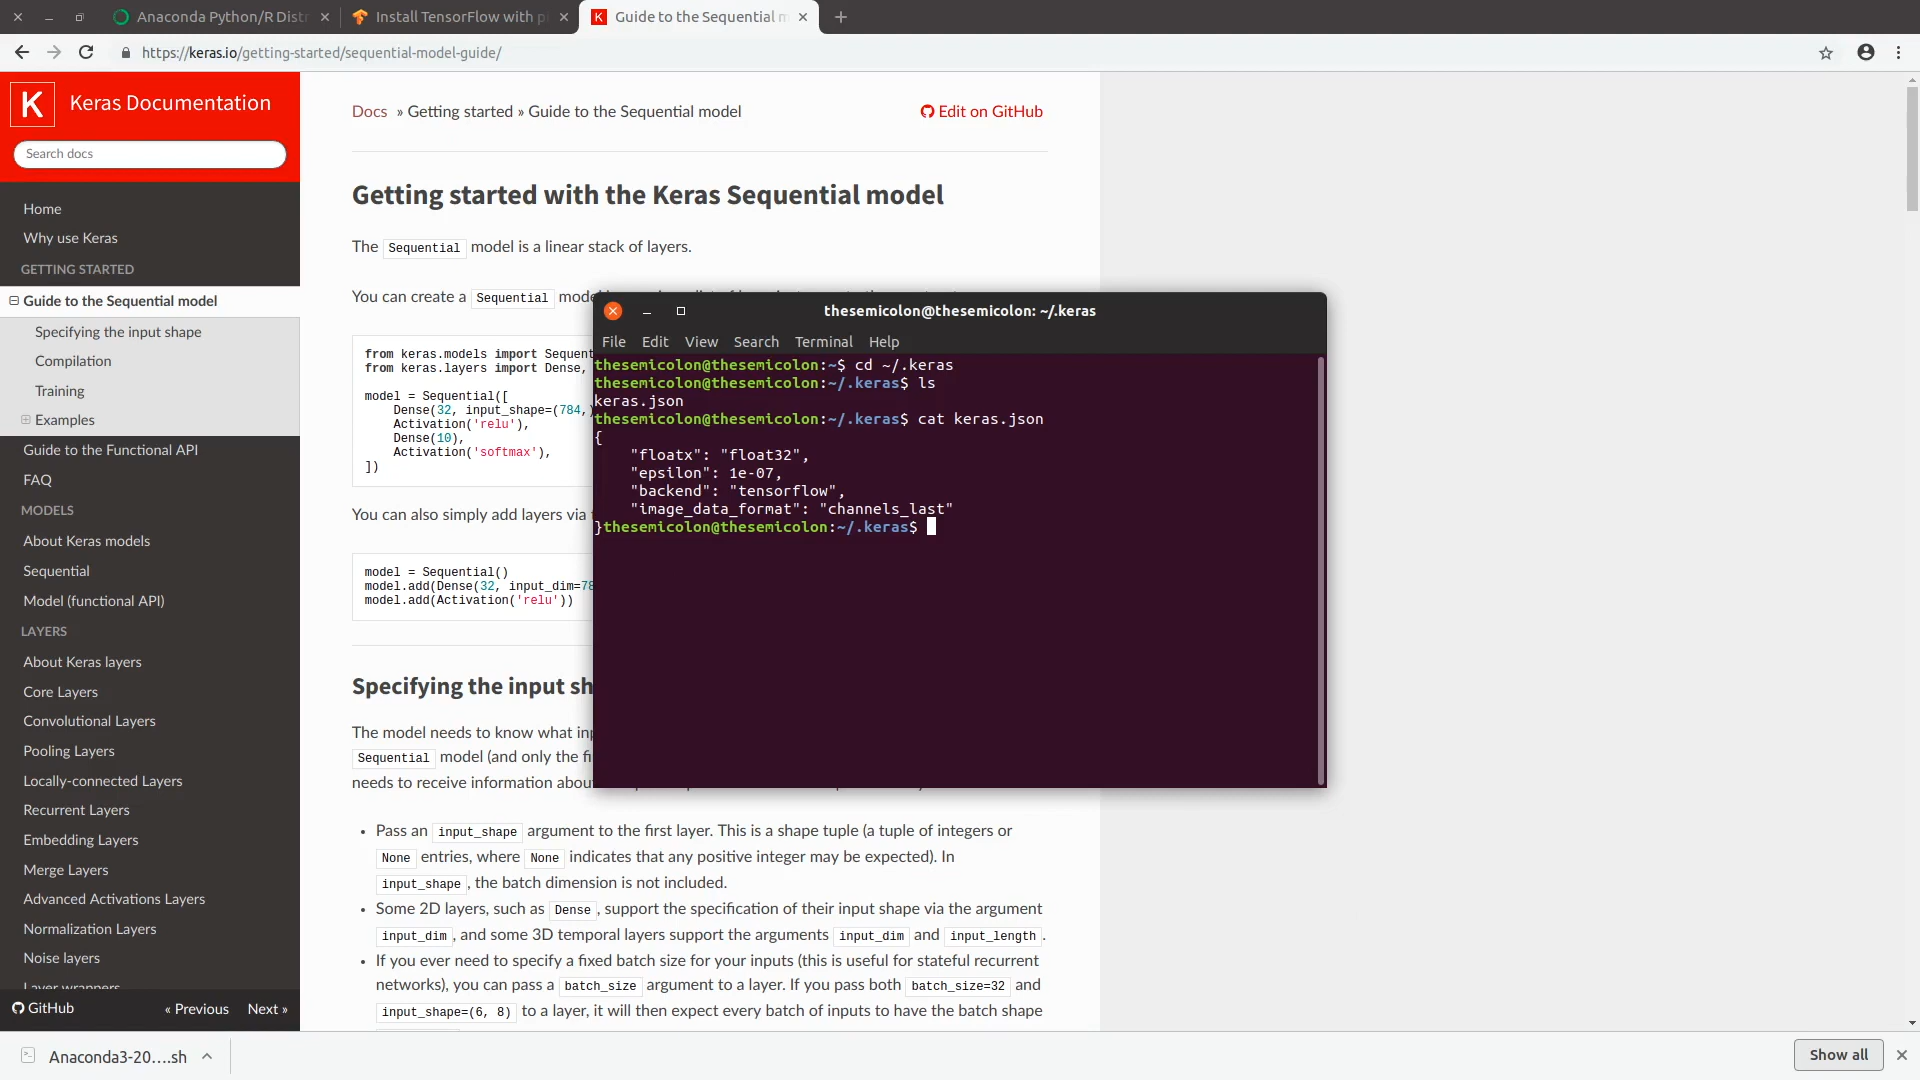 Anaconda Python/R Distr
Install TensorFlow with p
Guide to the Sequential m
https://keras.io/getting-started/sequential-model-guide/
K
Keras Documentation
Search docs
Home
Why use Keras
GETTING STARTED
Guide to the Sequential model
Specifying the input shape
Compilation
Training
Examples
Guide to the Functional API
FAQ
MODELS
About Keras models
Sequential
Model (functional API)
LAYERS
About Keras layers
Core Layers
Convolutional Layers
Pooling Layers
Locally-connected Layers
Recurrent Layers
Embedding Layers
Merge Layers
Advanced Activations Layers
Normalization Layers
Noise layers
Layer wrappers
GitHub
« Previous
Next »
Docs » Getting started » Guide to the Sequential model
Edit on GitHub
Getting started with the Keras Sequential model
The Sequential model is a linear stack of layers.
You can create a Sequential mode
from keras.models import Sequent
from keras.layers import Dense,
model = Sequential([
Dense(32, input_shape=(784,)
Activation('relu'),
Dense(10),
Activation('softmax'),
])
You can also simply add layers via
model = Sequential()
model.add(Dense(32, input_dim=78
model.add(Activation('relu'))
Specifying the input sh
The model needs to know what inp
Sequential model (and only the fi
needs to receive information abou
Pass an input_shape argument to the first layer. This is a shape tuple (a tuple of integers or
None entries, where None indicates that any positive integer may be expected). In
input_shape, the batch dimension is not included.
Some 2D layers, such as Dense, support the specification of their input shape via the argument
input_dim, and some 3D temporal layers support the arguments input_dim and input_length.
If you ever need to specify a fixed batch size for your inputs (this is useful for stateful recurrent
networks), you can pass a batch_size argument to a layer. If you pass both batch_size=32 and
input_shape=(6, 8) to a layer, it will then expect every batch of inputs to have the batch shape
thesemicolon@thesemicolon: ~/.keras
File Edit View Search Terminal Help
thesemicolon@thesemicolon:~$ cd ~/.keras
thesemicolon@thesemicolon:~/.keras$ ls
keras.json
thesemicolon@thesemicolon:~/.keras$ cat keras.json
{
"floatx": "float32",
"epsilon": 1e-07,
"backend": "tensorflow",
"image_data_format": "channels_last"
}thesemicolon@thesemicolon:~/.keras$
Anaconda3-20....sh
Show all